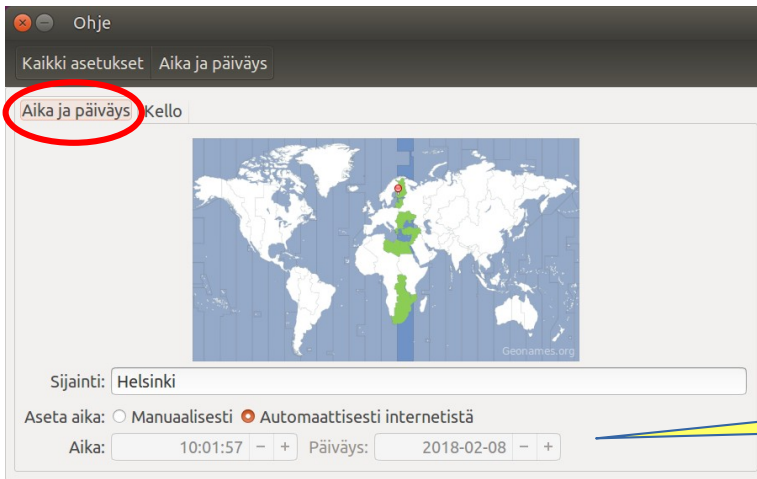 Ohje
Kaikki asetukset Aika ja päiväys
Aika ja päiväys Kello
Geonames.org
Sijainti: Helsinki
Aseta aika: Manuaalisesti Automaattisesti internetistä
Aika: 10:01:57 - + Päiväys: 2018-02-08 - +